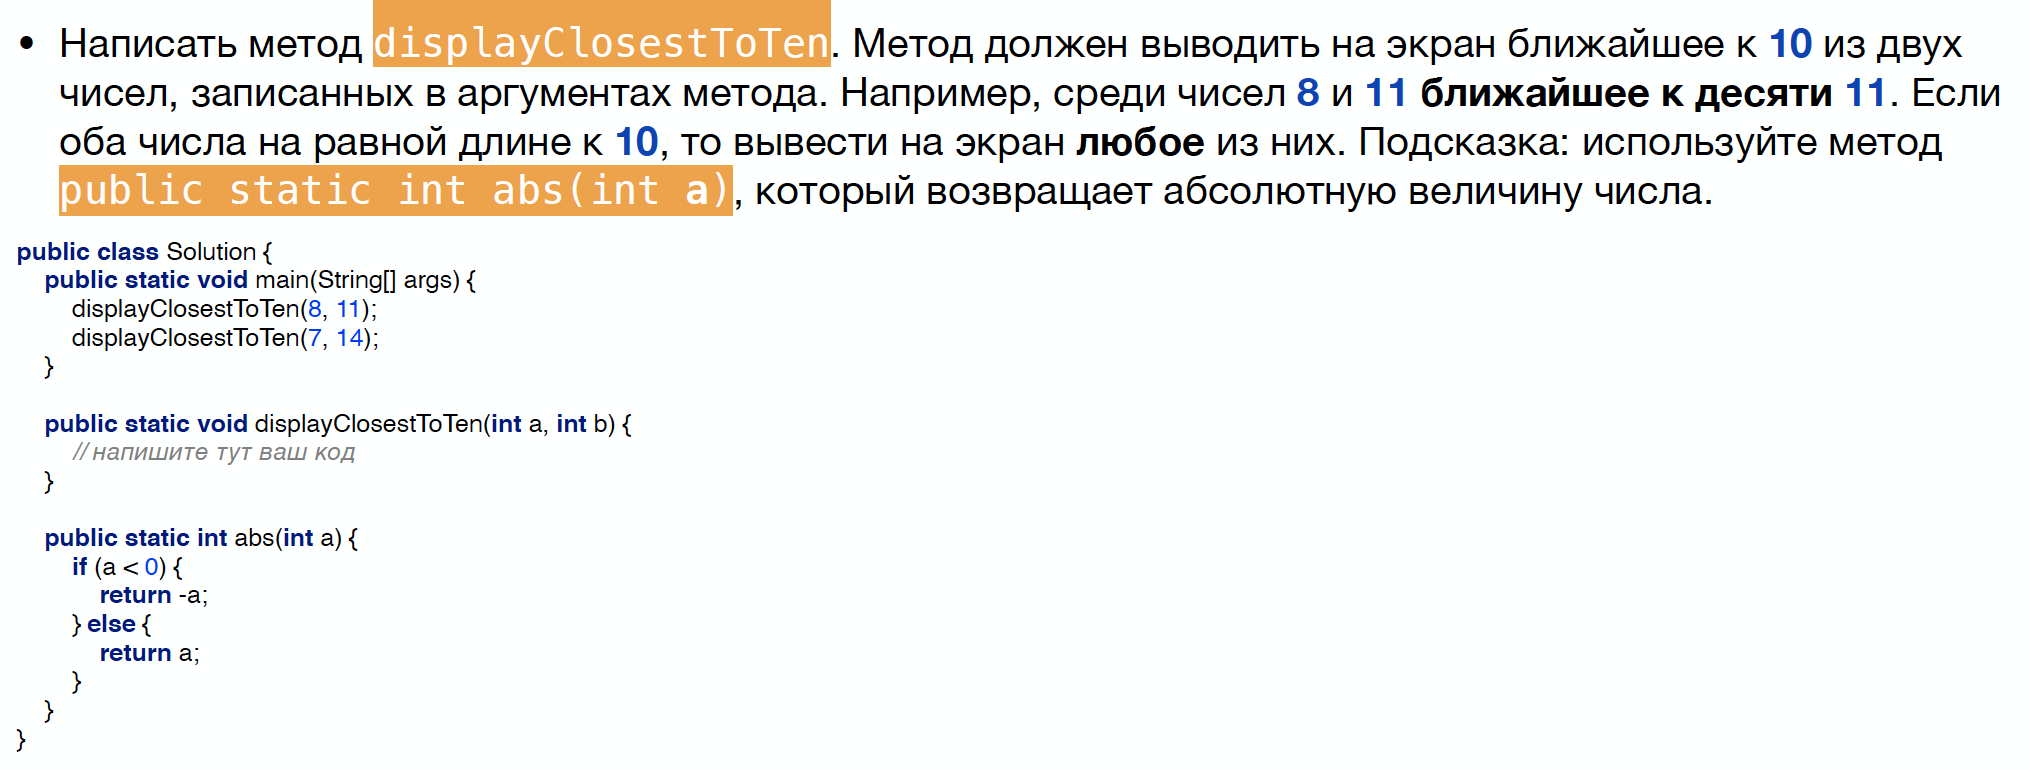 • Написать метод displayClosestToTen. Метод должен выводить на экран ближайшее к 10 из двух
чисел, записанных в аргументах метода. Например, среди чисел 8 и 11 ближайшее к десяти 11. Если
оба числа на равной длине к 10, то вывести на экран любое из них. Подсказка: используйте метод
public static int abs(int a), который возвращает абсолютную величину числа.
public class Solution {
public static void main(String[] args) {
displayClosestToTen(8, 11);
displayClosestToTen(7, 14);
}
public static void displayClosestToTen(int a, int b) {
//напишите тут ваш код
}
public static int abs(int a) {
if (a < 0) {
return -a;
} else {
return a;
}
}
}